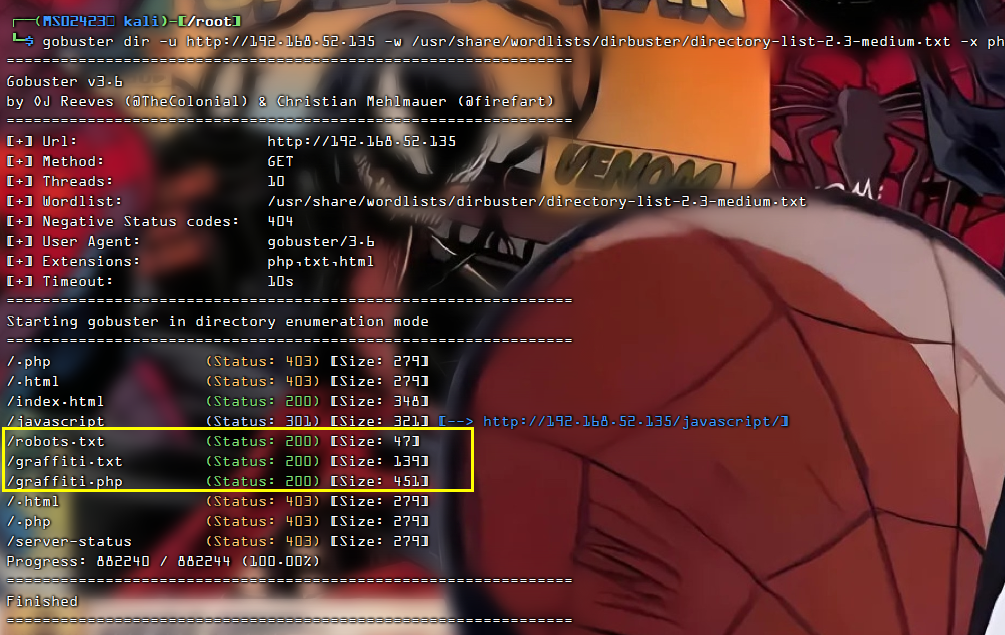 ┌──(MS02423㉿ kali)-[/root]
└─$ gobuster dir -u http://192.168.52.135 -w /usr/share/wordlists/dirbuster/directory-list-2.3-medium.txt -x ph
===============================================================
Gobuster v3.6
by OJ Reeves (@TheColonial) & Christian Mehlmauer (@firefart)
===============================================================
[+] Url: http://192.168.52.135
[+] Method: GET
[+] Threads: 10
[+] Wordlist: /usr/share/wordlists/dirbuster/directory-list-2.3-medium.txt
[+] Negative Status codes: 404
[+] User Agent: gobuster/3.6
[+] Extensions: php,txt,html
[+] Timeout: 10s
===============================================================
Starting gobuster in directory enumeration mode
===============================================================
/.php (Status: 403) [Size: 279]
/.html (Status: 403) [Size: 279]
/index.html (Status: 200) [Size: 348]
/javascript (Status: 301) [Size: 321] [--> http://192.168.52.135/javascript/]
/robots.txt (Status: 200) [Size: 47]
/graffiti.txt (Status: 200) [Size: 139]
/graffiti.php (Status: 200) [Size: 451]
/.html (Status: 403) [Size: 279]
/.php (Status: 403) [Size: 279]
/server-status (Status: 403) [Size: 279]
Progress: 882240 / 882244 (100.00%)
===============================================================
Finished
===============================================================
VENOM